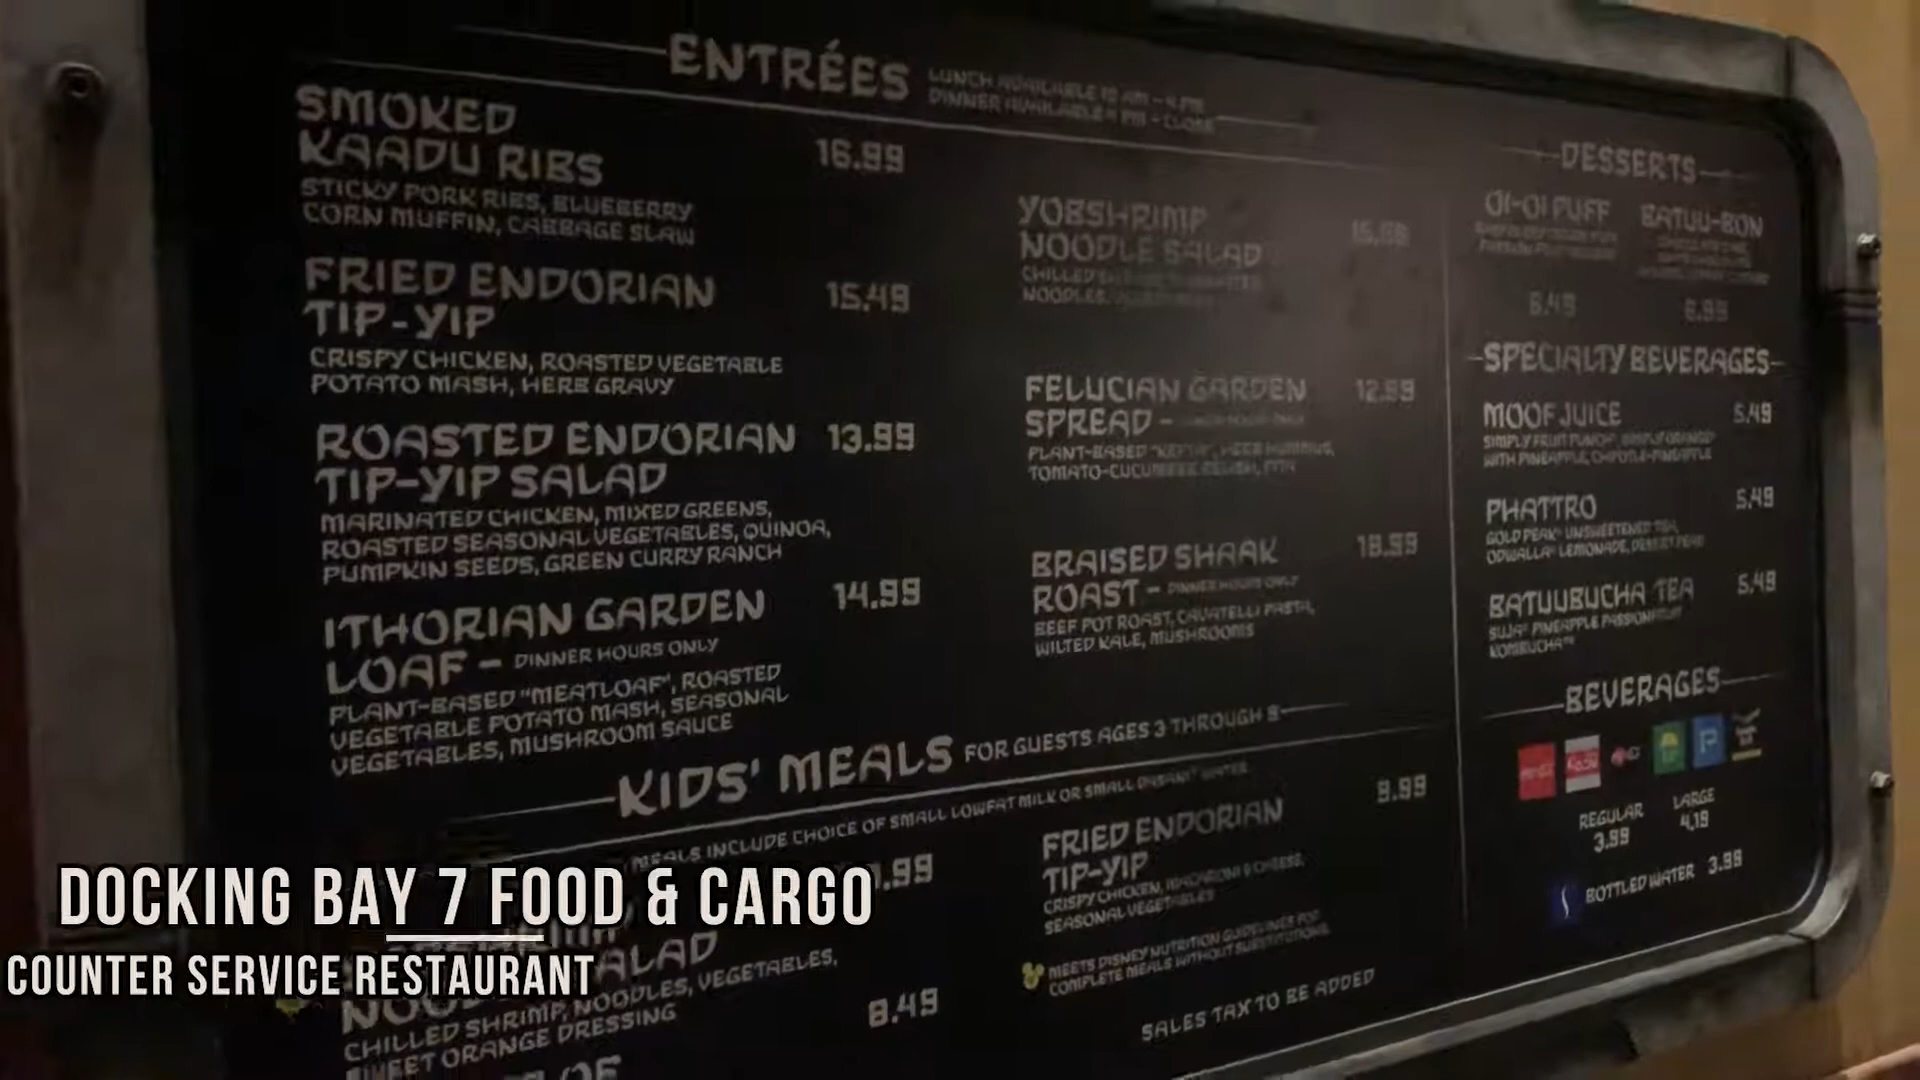 ENTRÉES
LUNCH AVAILABLE 10 AM - 4 PM
DINNER AVAILABLE 4 PM - CLOSE
SMOKED
KAADU RIBS 16.99
STICKY PORK RIBS, BLUEBERRY
CORN MUFFIN, CABBAGE SLAW
FRIED ENDORIAN 15.49
TIP-YIP
CRISPY CHICKEN, ROASTED VEGETABLE
POTATO MASH, HERB GRAVY
ROASTED ENDORIAN 13.99
TIP-YIP SALAD
MARINATED CHICKEN, MIXED GREENS,
ROASTED SEASONAL VEGETABLES, QUINOA,
PUMPKIN SEEDS, GREEN CURRY RANCH
ITHORIAN GARDEN 14.99
LOAF - DINNER HOURS ONLY
PLANT-BASED "MEATLOAF", ROASTED
VEGETABLE POTATO MASH, SEASONAL
VEGETABLES, MUSHROOM SAUCE
YOBSHRIMP
NOODLE SALAD
CHILLED
NOODLES,
FELUCIAN GARDEN 12.99
SPREAD -
PLANT-BASED "KEFTA", HERB HUMMUS,
TOMATO-CUCUMBER RELISH, PITA
BRAISED SHAAK 18.99
ROAST - DINNER HOURS ONLY
BEEF POT ROAST, CAVATELLI PASTA,
WILTED KALE, MUSHROOMS
DESSERTS
OI-OI PUFF
6.49
BATUU-BON
6.99
SPECIALTY BEVERAGES
MOOF JUICE 5.49
SIMPLY FRUIT PUNCH®, SIMPLY ORANGE®
WITH PINEAPPLE, CHIPOTLE-PINEAPPLE
PHATTRO 5.49
GOLD PEAK® UNSWEETENED TEA,
ODWALLA® LEMONADE, DESERT PEAR
BATUUBUCHA TEA 5.49
SUJA® PINEAPPLE PASSIONFRUIT
KOMBUCHA™
BEVERAGES
REGULAR LARGE
3.99 4.19
BOTTLED WATER 3.99
KIDS' MEALS FOR GUESTS AGES 3 THROUGH 9
MEALS INCLUDE CHOICE OF SMALL LOWFAT MILK OR SMALL DASANI® WATER
.99
ALAD
CHILLED SHRIMP, NOODLES, VEGETABLES,
SWEET ORANGE DRESSING
8.49
OF
FRIED ENDORIAN 9.99
TIP-YIP
CRISPY CHICKEN, MACARONI & CHEESE,
SEASONAL VEGETABLES
MEETS DISNEY NUTRITION GUIDELINES FOR
COMPLETE MEALS WITHOUT SUBSTITUTIONS.
SALES TAX TO BE ADDED
DOCKING BAY 7 FOOD & CARGO
COUNTER SERVICE RESTAURANT